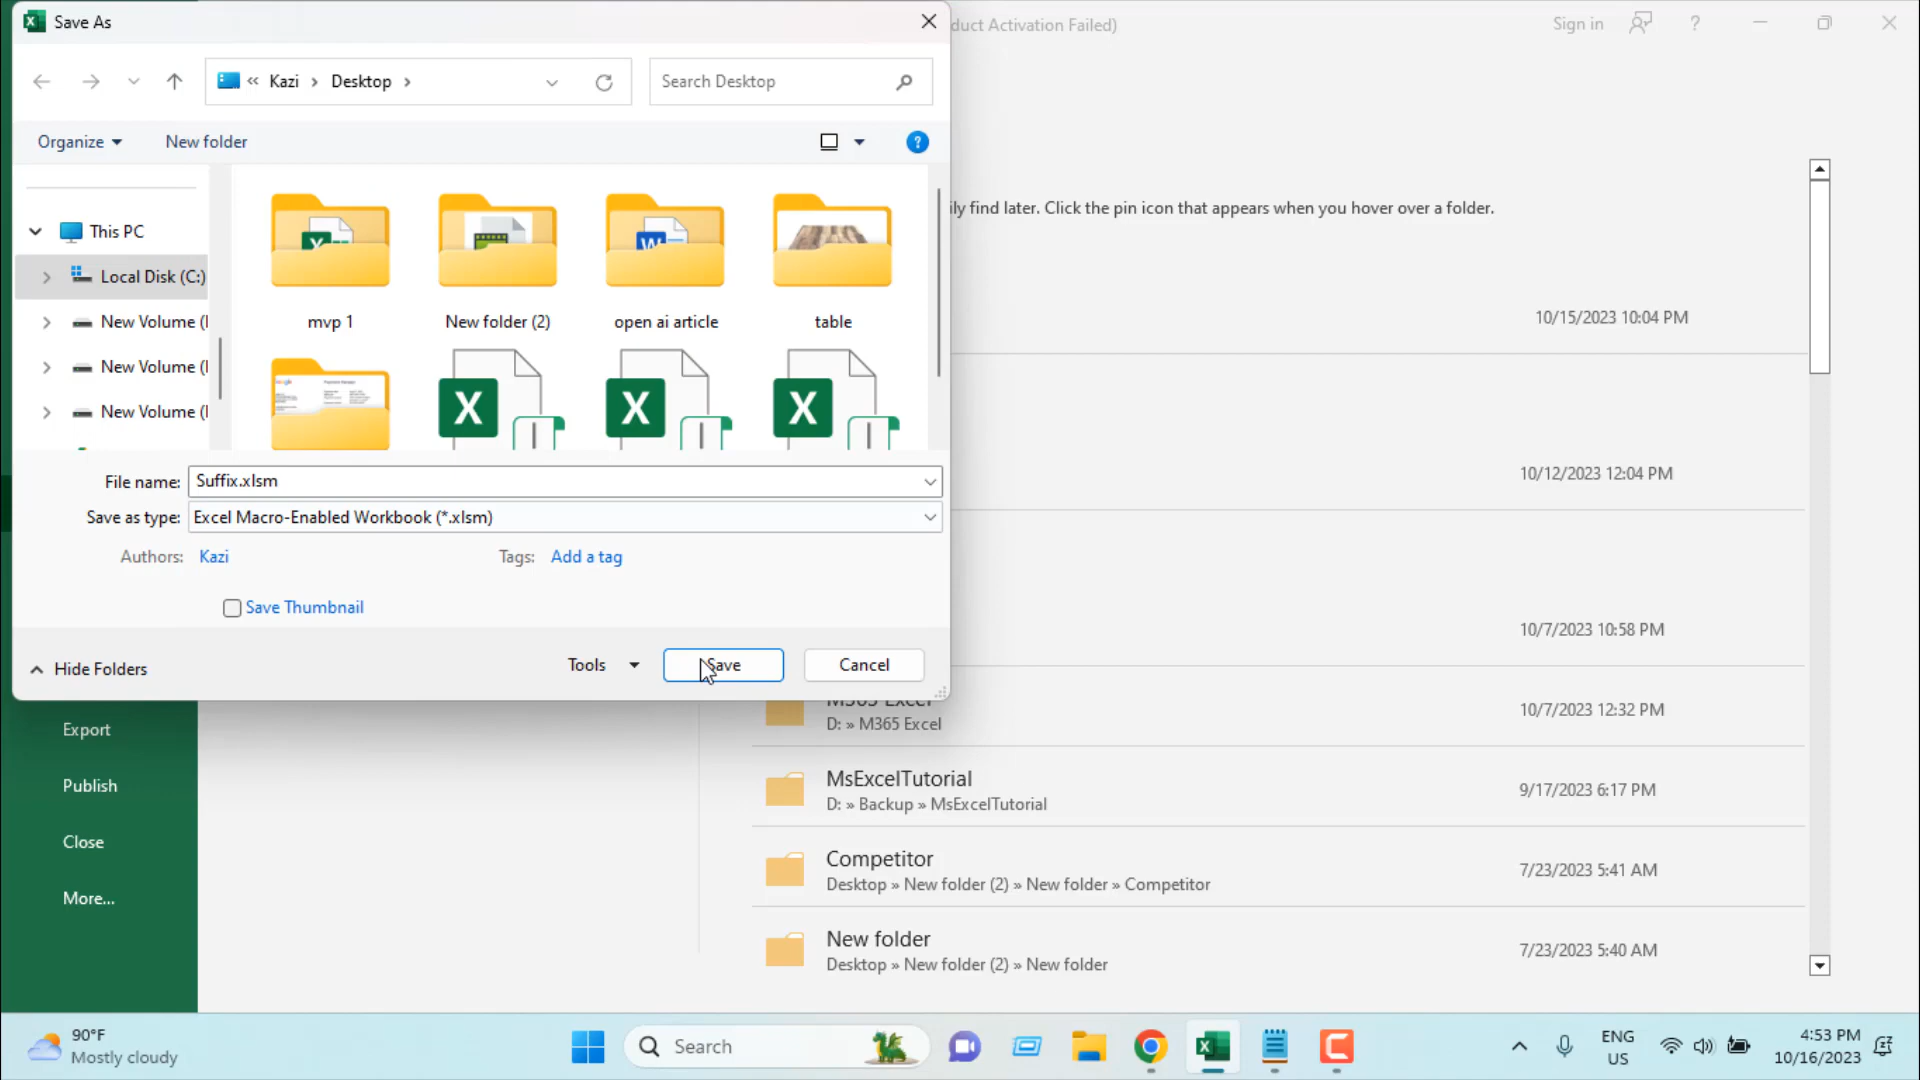 Save As
duct Activation Failed)
Sign in
?
« Kazi > Desktop >
Search Desktop
Organize
New folder
?
This PC
Local Disk (C:)
New Volume (
New Volume (
New Volume (
mvp 1
New folder (2)
open ai article
table
File name: Suffix.xlsm
Save as type: Excel Macro-Enabled Workbook (*.xlsm)
Authors: Kazi
Tags: Add a tag
Save Thumbnail
Hide Folders
Tools
Save
Cancel
ily find later. Click the pin icon that appears when you hover over a folder.
10/15/2023 10:04 PM
10/12/2023 12:04 PM
10/7/2023 10:58 PM
M365 Excel
D: » M365 Excel
10/7/2023 12:32 PM
MsExcelTutorial
D: » Backup » MsExcelTutorial
9/17/2023 6:17 PM
Competitor
Desktop » New folder (2) » New folder » Competitor
7/23/2023 5:41 AM
New folder
Desktop » New folder (2) » New folder
7/23/2023 5:40 AM
Export
Publish
Close
More...
90°F
Mostly cloudy
Search
ENG
US
4:53 PM
10/16/2023